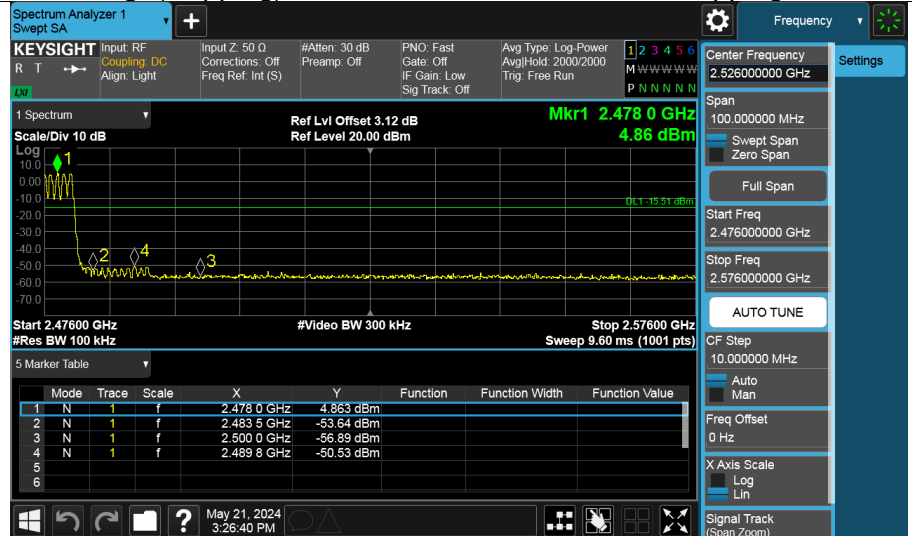 Spectrum Analyzer 1
Swept SA
+
Frequency
KEYSIGHT
R T
LXI
Input: RF
Coupling: DC
Align: Light
Input Z: 50 Ω
Corrections: Off
Freq Ref: Int (S)
#Atten: 30 dB
Preamp: Off
PNO: Fast
Gate: Off
IF Gain: Low
Sig Track: Off
Avg Type: Log-Power
Avg|Hold: 2000/2000
Trig: Free Run
1 2 3 4 5 6
M W W W W W
P N N N N N
Center Frequency
2.526000000 GHz
Settings
Span
100.000000 MHz
Swept Span
Zero Span
Full Span
Start Freq
2.476000000 GHz
Stop Freq
2.576000000 GHz
AUTO TUNE
CF Step
10.000000 MHz
Auto
Man
Freq Offset
0 Hz
X Axis Scale
Log
Lin
Signal Track
(Span Zoom)
1 Spectrum
Scale/Div 10 dB
Ref Lvl Offset 3.12 dB
Ref Level 20.00 dBm
Mkr1 2.478 0 GHz
4.86 dBm
Log
10.0
0.00
-10.0
-20.0
-30.0
-40.0
-50.0
-60.0
-70.0
1
2
4
3
DL1 -15.51 dBm
Start 2.47600 GHz
#Video BW 300 kHz
Stop 2.57600 GHz
#Res BW 100 kHz
Sweep 9.60 ms (1001 pts)
5 Marker Table
Mode Trace Scale X Y Function Function Width Function Value
1 N 1 f 2.478 0 GHz 4.863 dBm
2 N 1 f 2.483 5 GHz -53.64 dBm
3 N 1 f 2.500 0 GHz -56.89 dBm
4 N 1 f 2.489 8 GHz -50.53 dBm
5
6
?
May 21, 2024
3:26:40 PM